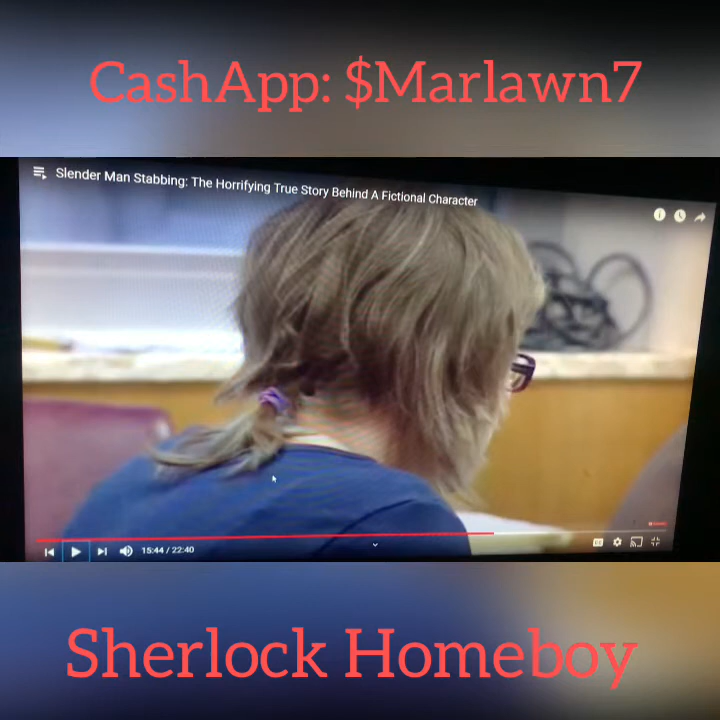 CashApp: $Marlawn7
Slender Man Stabbing: The Horrifying True Story Behind A Fictional Character
15:44 / 22:40
Sherlock Homeboy